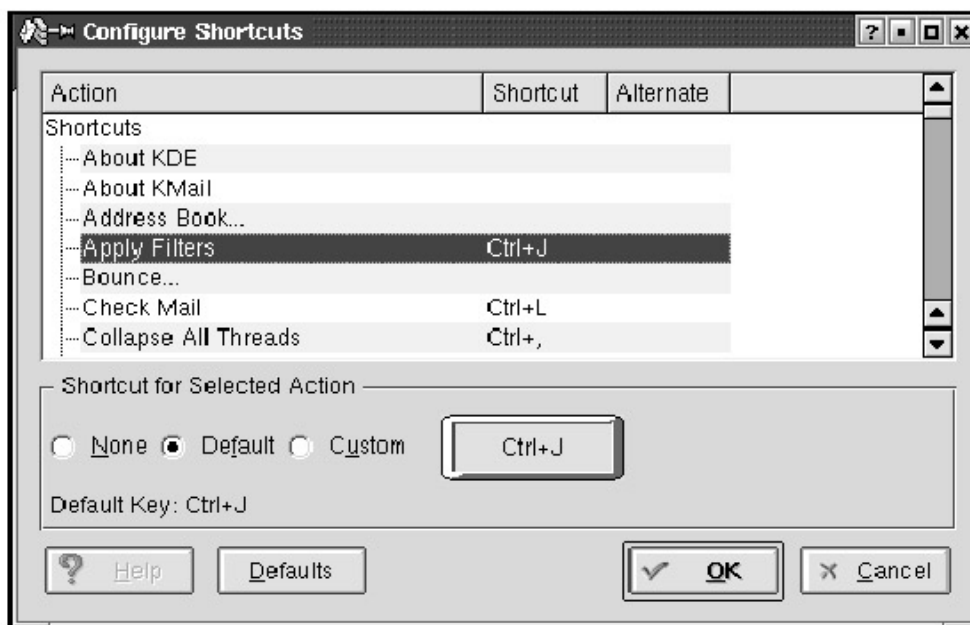 Configure Shortcuts
Action Shortcut Alternate
Shortcuts
About KDE
About KMail
Address Book...
Apply Filters Ctrl+J
Bounce...
Check Mail Ctrl+L
Collapse All Threads Ctrl+,
Shortcut for Selected Action
None Default Custom Ctrl+J
Default Key: Ctrl+J
? Help Defaults OK Cancel